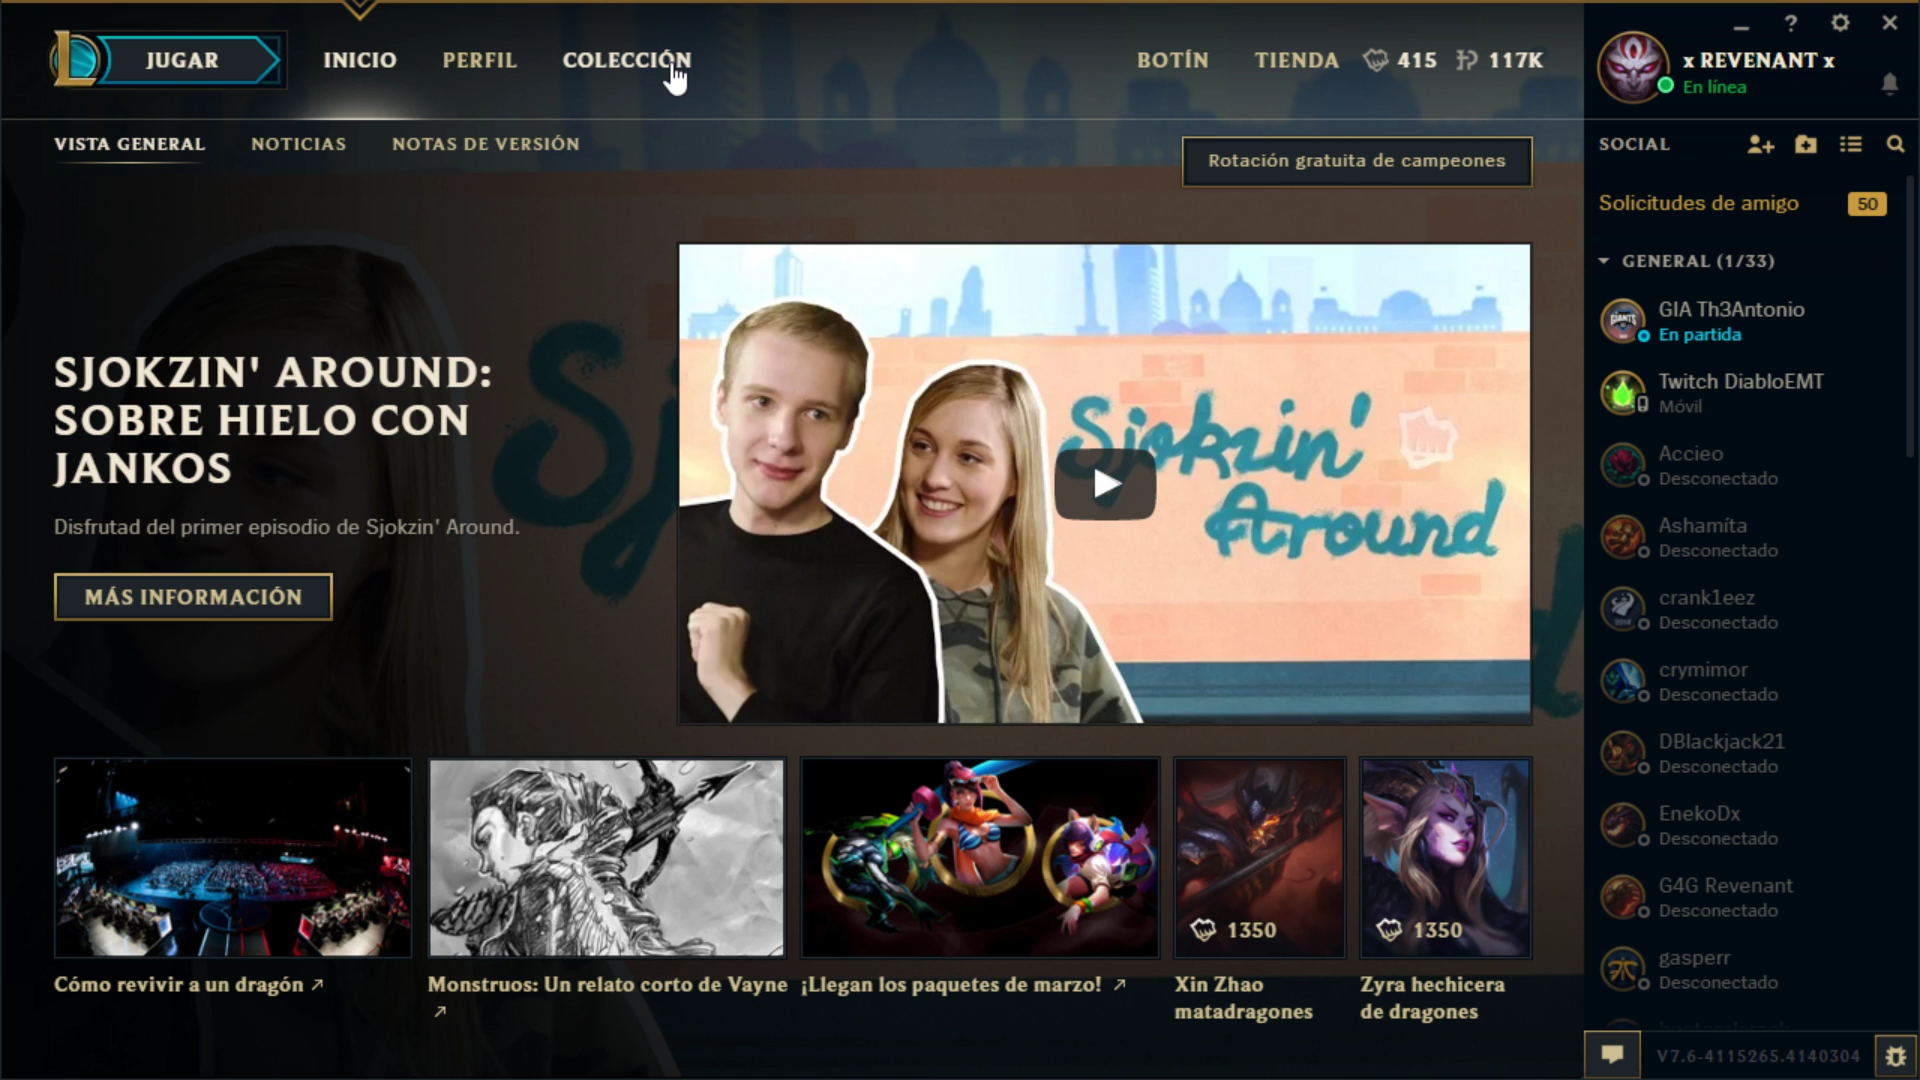 JUGAR
INICIO
PERFIL
COLECCIÓN
BOTÍN
TIENDA
415
117K
x REVENANT x
En línea
VISTA GENERAL
NOTICIAS
NOTAS DE VERSIÓN
Rotación gratuita de campeones
SOCIAL
Solicitudes de amigo
50
GENERAL (1/33)
SJOKZIN' AROUND:
SOBRE HIELO CON
JANKOS
Disfrutad del primer episodio de Sjokzin' Around.
MÁS INFORMACIÓN
Sjokzin'
Around
GIANTS
GIA Th3Antonio
En partida
Twitch DiabloEMT
Móvil
Accieo
Desconectado
Ashamíta
Desconectado
crank1eez
Desconectado
crymimor
Desconectado
DBlackjack21
Desconectado
EnekoDx
Desconectado
G4G Revenant
Desconectado
gasperr
Desconectado
1350
1350
Cómo revivir a un dragón
Monstruos: Un relato corto de Vayne
¡Llegan los paquetes de marzo!
Xin Zhao
matadragones
Zyra hechicera
de dragones
V7.6-4115265.4140304